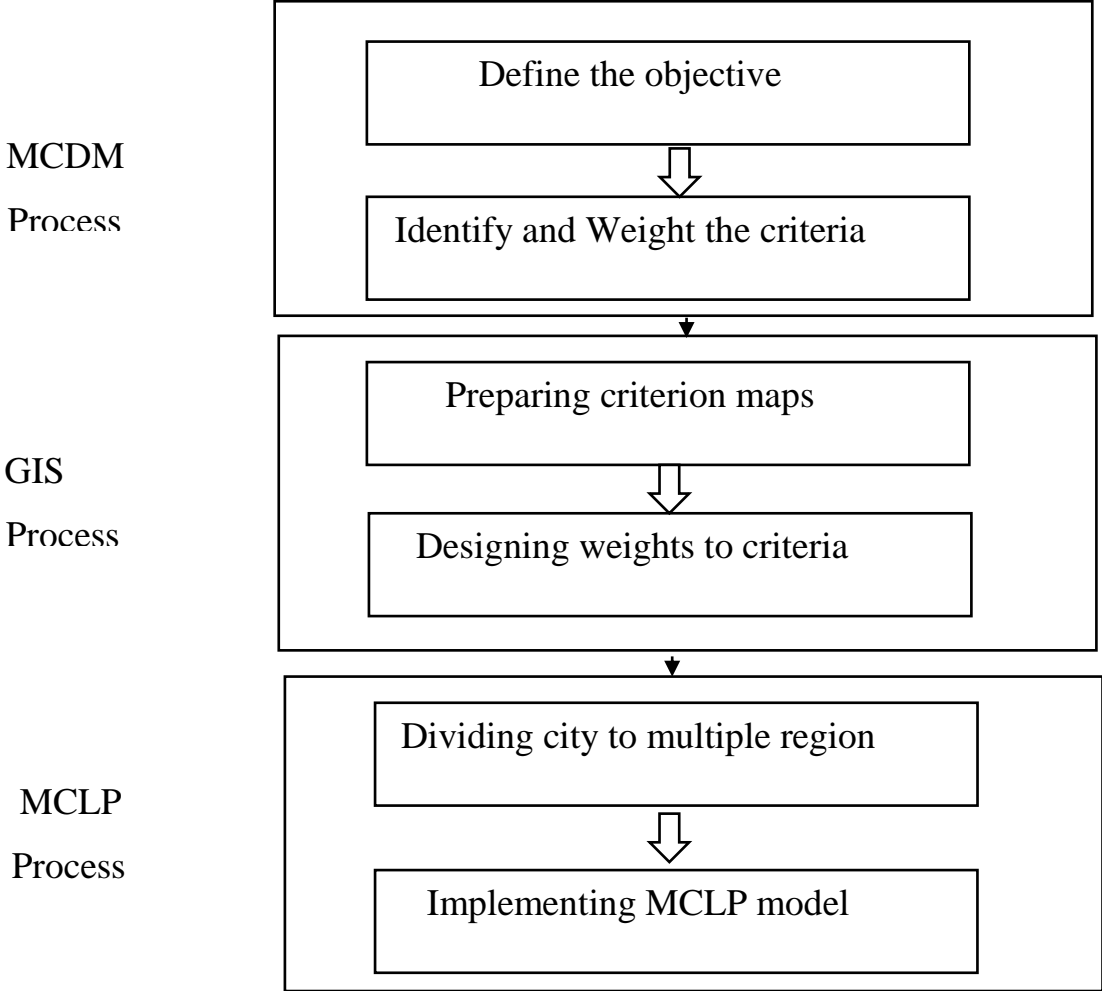 Define the objective
MCDM
Process
Identify and Weight the criteria
Preparing criterion maps
GIS
Process
Designing weights to criteria
Dividing city to multiple region
MCLP
Process
Implementing MCLP model